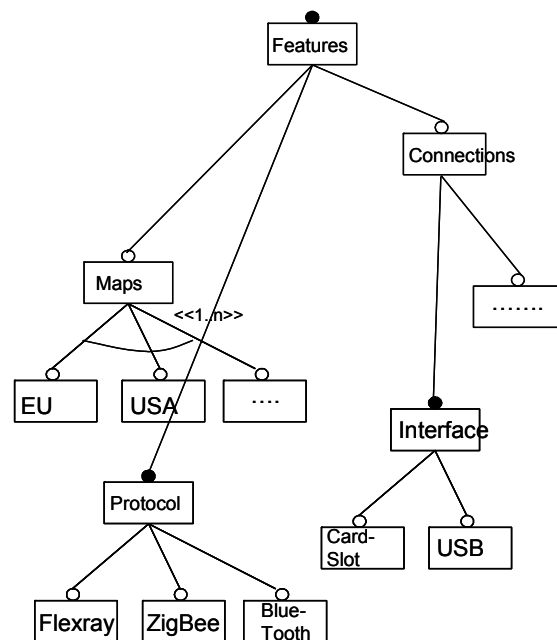 Features
Connections
Maps
<<1..n>>
.......
EU
USA
....
Interface
Protocol
Card-
Slot
USB
Flexray
ZigBee
Blue-
Tooth